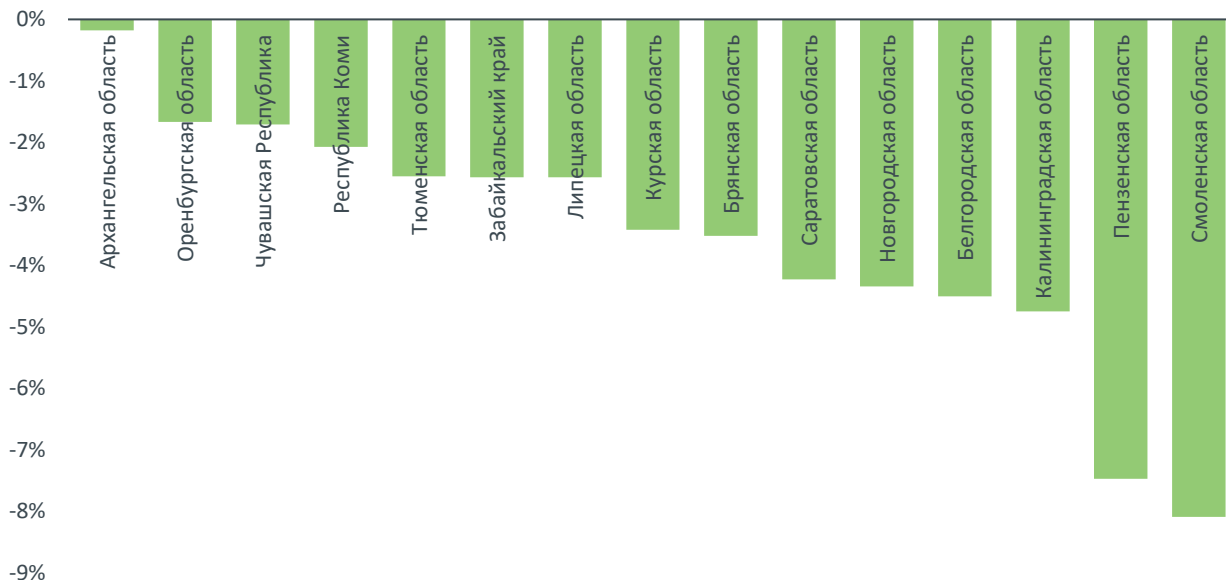 0%
-1%
-2%
-3%
-4%
-5%
-6%
-7%
-8%
-9%
Архангельская область
Оренбургская область
Чувашская Республика
Республика Коми
Тюменская область
Забайкальский край
Липецкая область
Курская область
Брянская область
Саратовская область
Новгородская область
Белгородская область
Калининградская область
Пензенская область
Смоленская область